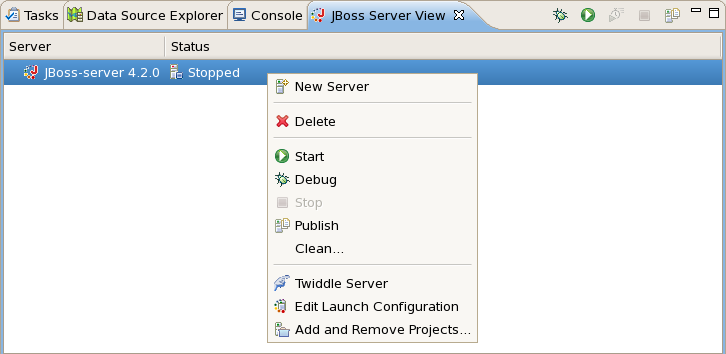 Tasks Data Source Explorer Console JBoss Server View
Server Status
JBoss-server 4.2.0 Stopped
New Server
Delete
Start
Debug
Stop
Publish
Clean...
Twiddle Server
Edit Launch Configuration
Add and Remove Projects...